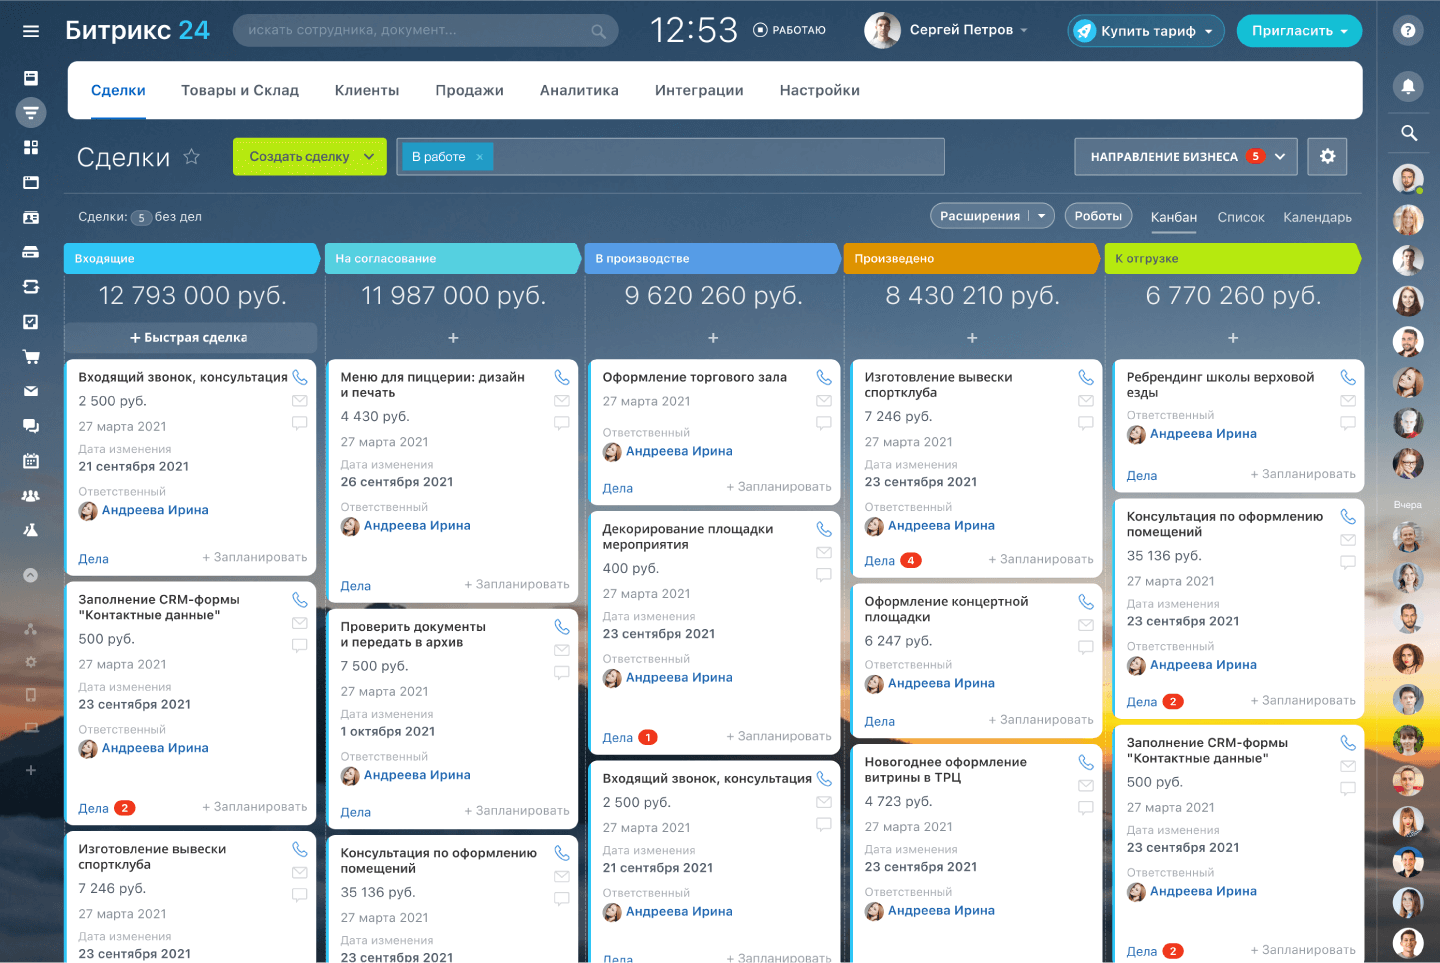 Битрикс 24
искать сотрудника, документ...
12:53
РАБОТАЮ
Сергей Петров
Купить тариф
Пригласить
Сделки
Товары и Склад
Клиенты
Продажи
Аналитика
Интеграции
Настройки
Сделки
Создать сделку
В работе ×
НАПРАВЛЕНИЕ БИЗНЕСА 5
Сделки: 5 без дел
Расширения
Роботы
Канбан
Список
Календарь
Входящие
12 793 000 руб.
+ Быстрая сделка
Входящий звонок, консультация
2 500 руб.
27 марта 2021
Дата изменения
21 сентября 2021
Ответственный
Андреева Ирина
Дела
+ Запланировать
Заполнение CRM-формы
"Контактные данные"
500 руб.
27 марта 2021
Дата изменения
23 сентября 2021
Ответственный
Андреева Ирина
Дела 2
+ Запланировать
Изготовление вывески
спортклуба
7 246 руб.
27 марта 2021
Дата изменения
23 сентября 2021
На согласование
11 987 000 руб.
+
Меню для пиццерии: дизайн
и печать
4 430 руб.
27 марта 2021
Дата изменения
26 сентября 2021
Ответственный
Андреева Ирина
Дела
+ Запланировать
Проверить документы
и передать в архив
7 500 руб.
27 марта 2021
Дата изменения
1 октября 2021
Ответственный
Андреева Ирина
Дела
+ Запланировать
Консультация по оформлению
помещений
35 136 руб.
27 марта 2021
Дата изменения
23 сентября 2021
В производстве
9 620 260 руб.
+
Оформление торгового зала
27 марта 2021
Ответственный
Андреева Ирина
Дела
+ Запланировать
Декорирование площадки
мероприятия
400 руб.
27 марта 2021
Дата изменения
23 сентября 2021
Ответственный
Андреева Ирина
Дела 1
+ Запланировать
Входящий звонок, консультация
2 500 руб.
27 марта 2021
Дата изменения
21 сентября 2021
Ответственный
Андреева Ирина
Дела
+ Запланировать
Произведено
8 430 210 руб.
+
Изготовление вывески
спортклуба
7 246 руб.
27 марта 2021
Дата изменения
23 сентября 2021
Ответственный
Андреева Ирина
Дела 4
+ Запланировать
Оформление концертной
площадки
6 247 руб.
Ответственный
Андреева Ирина
Дела
+ Запланировать
Новогоднее оформление
витрины в ТРЦ
4 723 руб.
27 марта 2021
Дата изменения
23 сентября 2021
Ответственный
Андреева Ирина
К отгрузке
6 770 260 руб.
+
Ребрендинг школы верховой
езды
Ответственный
Андреева Ирина
Дела
+ Запланировать
Консультация по оформлению
помещений
35 136 руб.
27 марта 2021
Дата изменения
23 сентября 2021
Ответственный
Андреева Ирина
Дела 2
+ Запланировать
Заполнение CRM-формы
"Контактные данные"
500 руб.
27 марта 2021
Дата изменения
23 сентября 2021
Ответственный
Андреева Ирина
Дела 2
+ Запланировать
Вчера